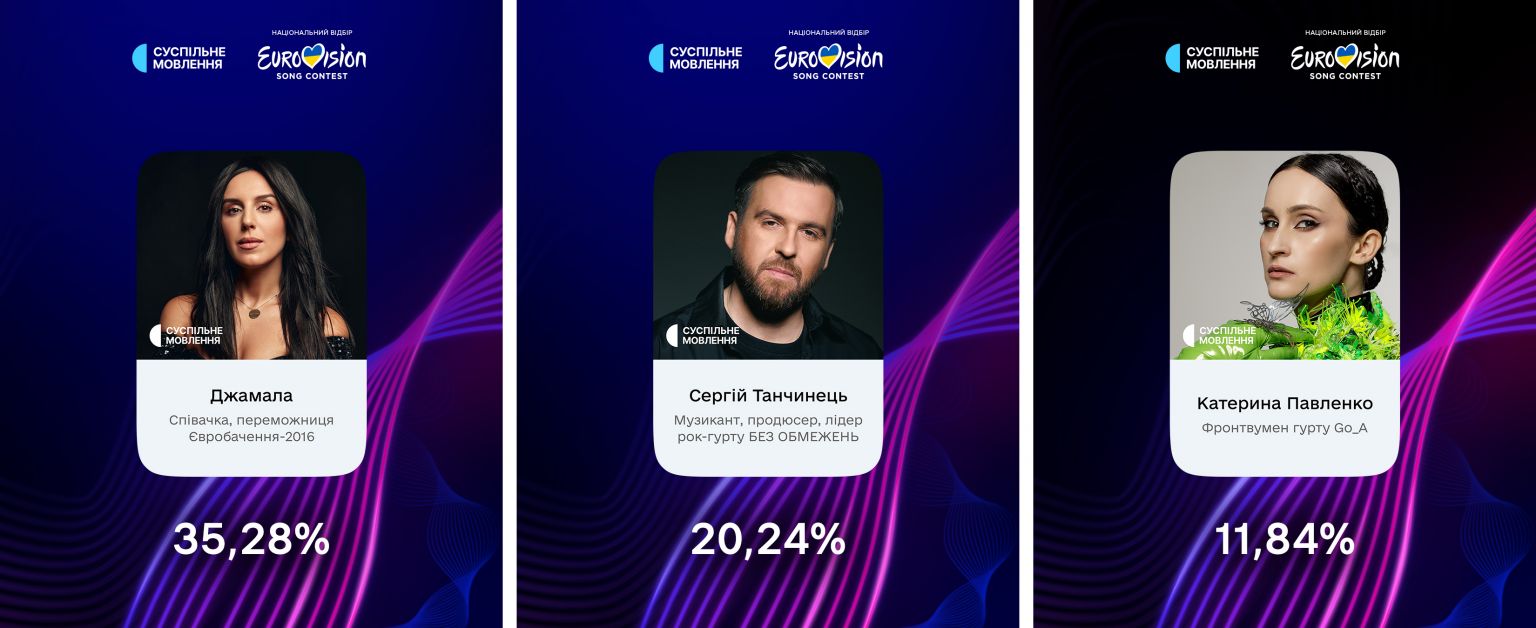 СУСПІЛЬНЕ
МОВЛЕННЯ
НАЦІОНАЛЬНИЙ ВІДБІР
EUROVISION
SONG CONTEST
СУСПІЛЬНЕ
МОВЛЕННЯ
Джамала
Співачка, переможниця
Євробачення-2016
35,28%
СУСПІЛЬНЕ
МОВЛЕННЯ
НАЦІОНАЛЬНИЙ ВІДБІР
EUROVISION
SONG CONTEST
СУСПІЛЬНЕ
МОВЛЕННЯ
Сергій Танчинець
Музикант, продюсер, лідер
рок-гурту БЕЗ ОБМЕЖЕНЬ
20,24%
СУСПІЛЬНЕ
МОВЛЕННЯ
НАЦІОНАЛЬНИЙ ВІДБІР
EUROVISION
SONG CONTEST
СУСПІЛЬНЕ
МОВЛЕННЯ
Катерина Павленко
Фронтвумен гурту Go_A
11,84%